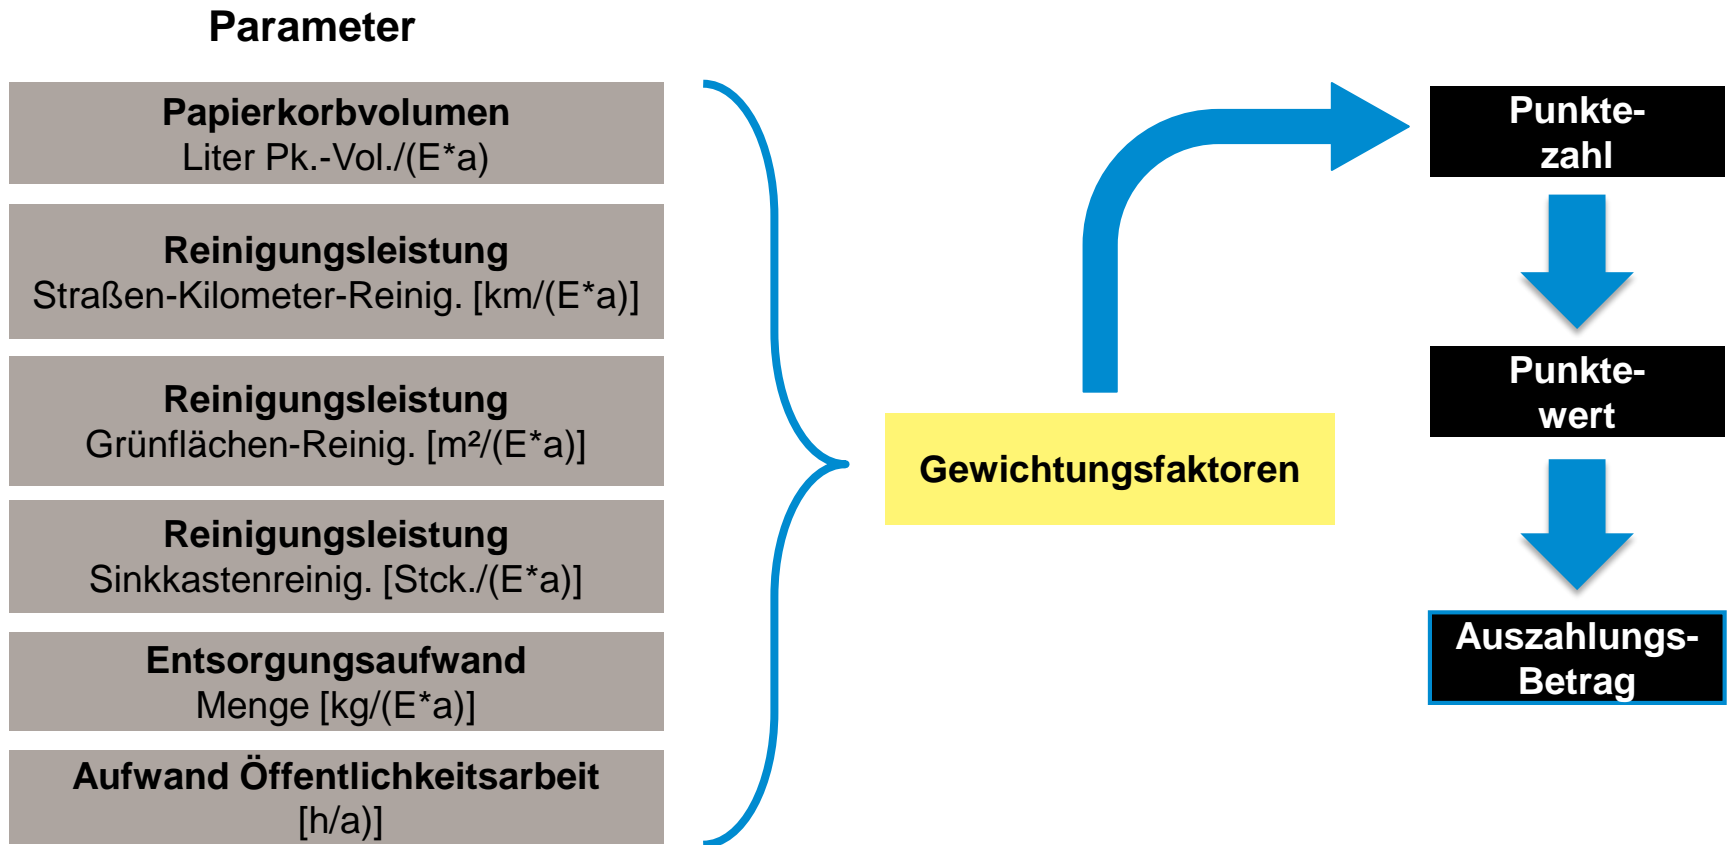 Parameter
Papierkorbvolumen
Liter Pk.-Vol./(E*a)
Reinigungsleistung
Straßen-Kilometer-Reinig. [km/(E*a)]
Reinigungsleistung
Grünflächen-Reinig. [m²/(E*a)]
Reinigungsleistung
Sinkkastenreinig. [Stck./(E*a)]
Entsorgungsaufwand
Menge [kg/(E*a)]
Aufwand Öffentlichkeitsarbeit
[h/a)]
Gewichtungsfaktoren
Punkte-
zahl
Punkte-
wert
Auszahlungs-
Betrag